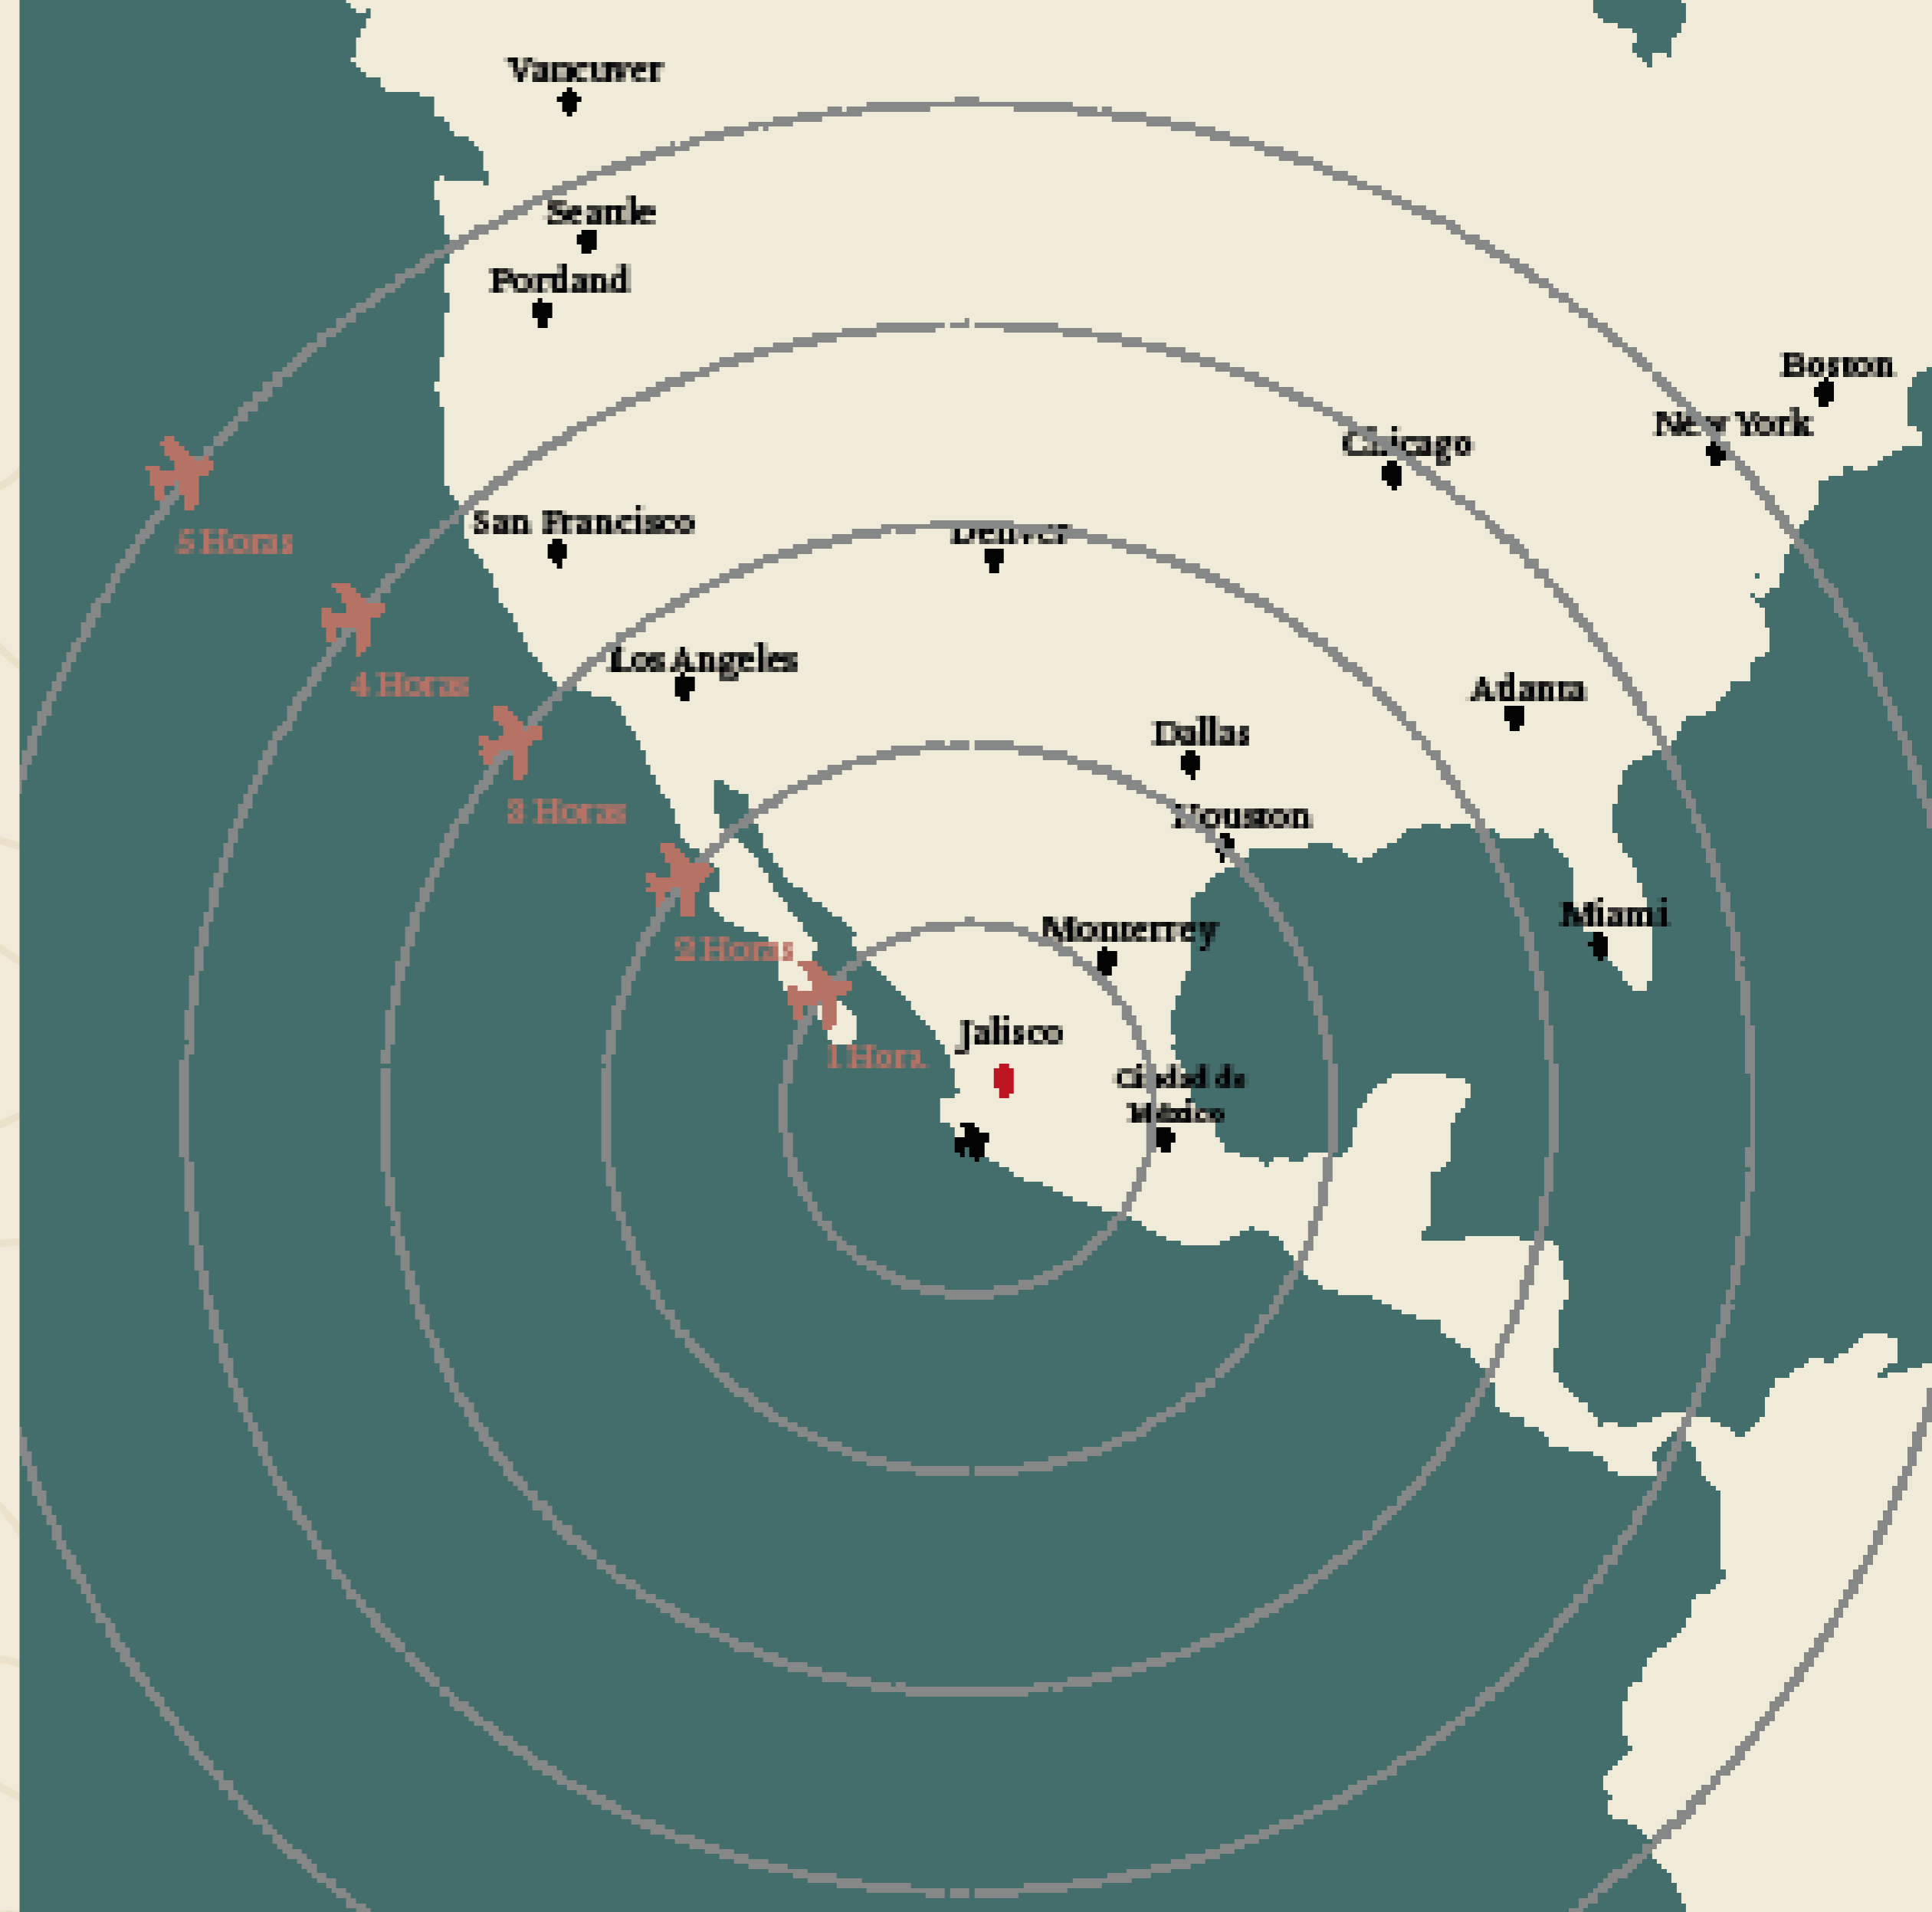 Vancuver
Seattle
Portland
Boston
New York
Chicago
San Francisco
Denver
5 Horas
Los Angeles
4 Horas
Atlanta
Dallas
3 Horas
Houston
Miami
Monterrey
2 Horas
Jalisco
1 Hora
Ciudad de
México